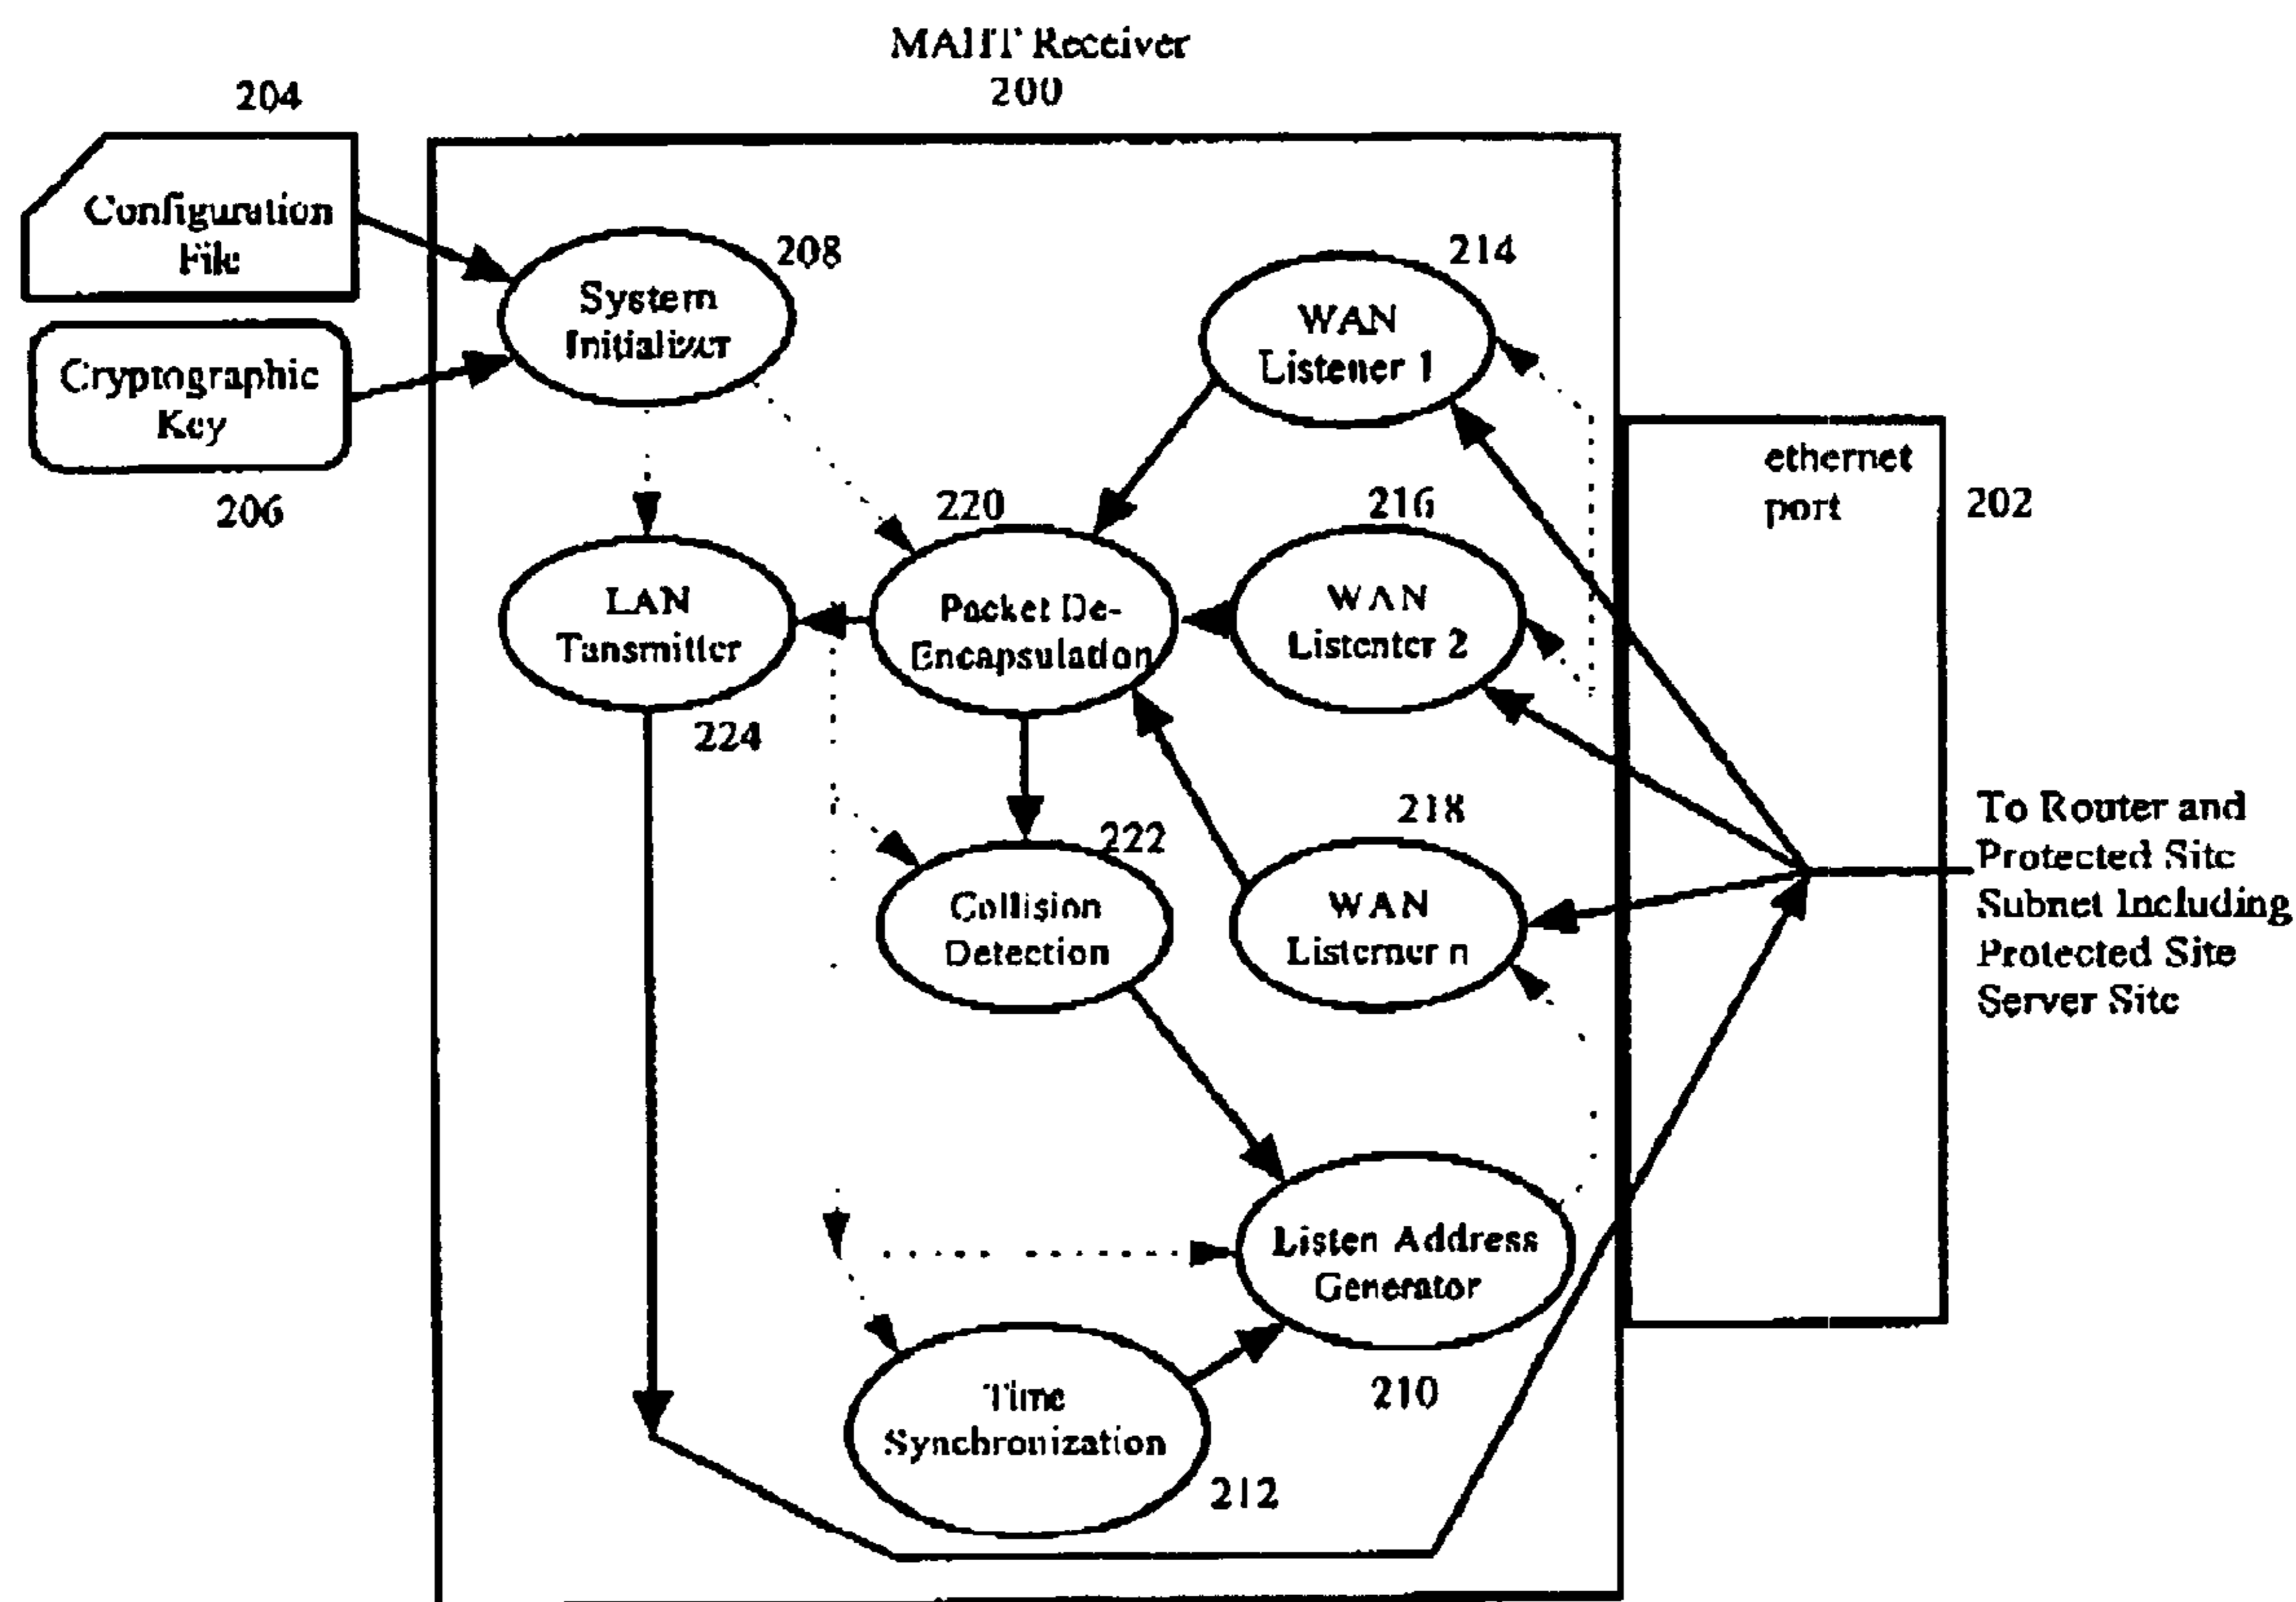 MAHT Receiver
200
204
Configuration
File
Cryptographic
Key
206
System
Initializer
208
WAN
Listener 1
214
ethernet
port
202
LAN
Tansmitter
224
220
Packet De-
Encapsulation
216
WAN
Listenter 2
222
Collision
Detection
218
WAN
Listerner n
To Router and
Protected Site
Subnet Including
Protected Site
Server Site
Listen Address
Generator
210
Time
Synchronization
212